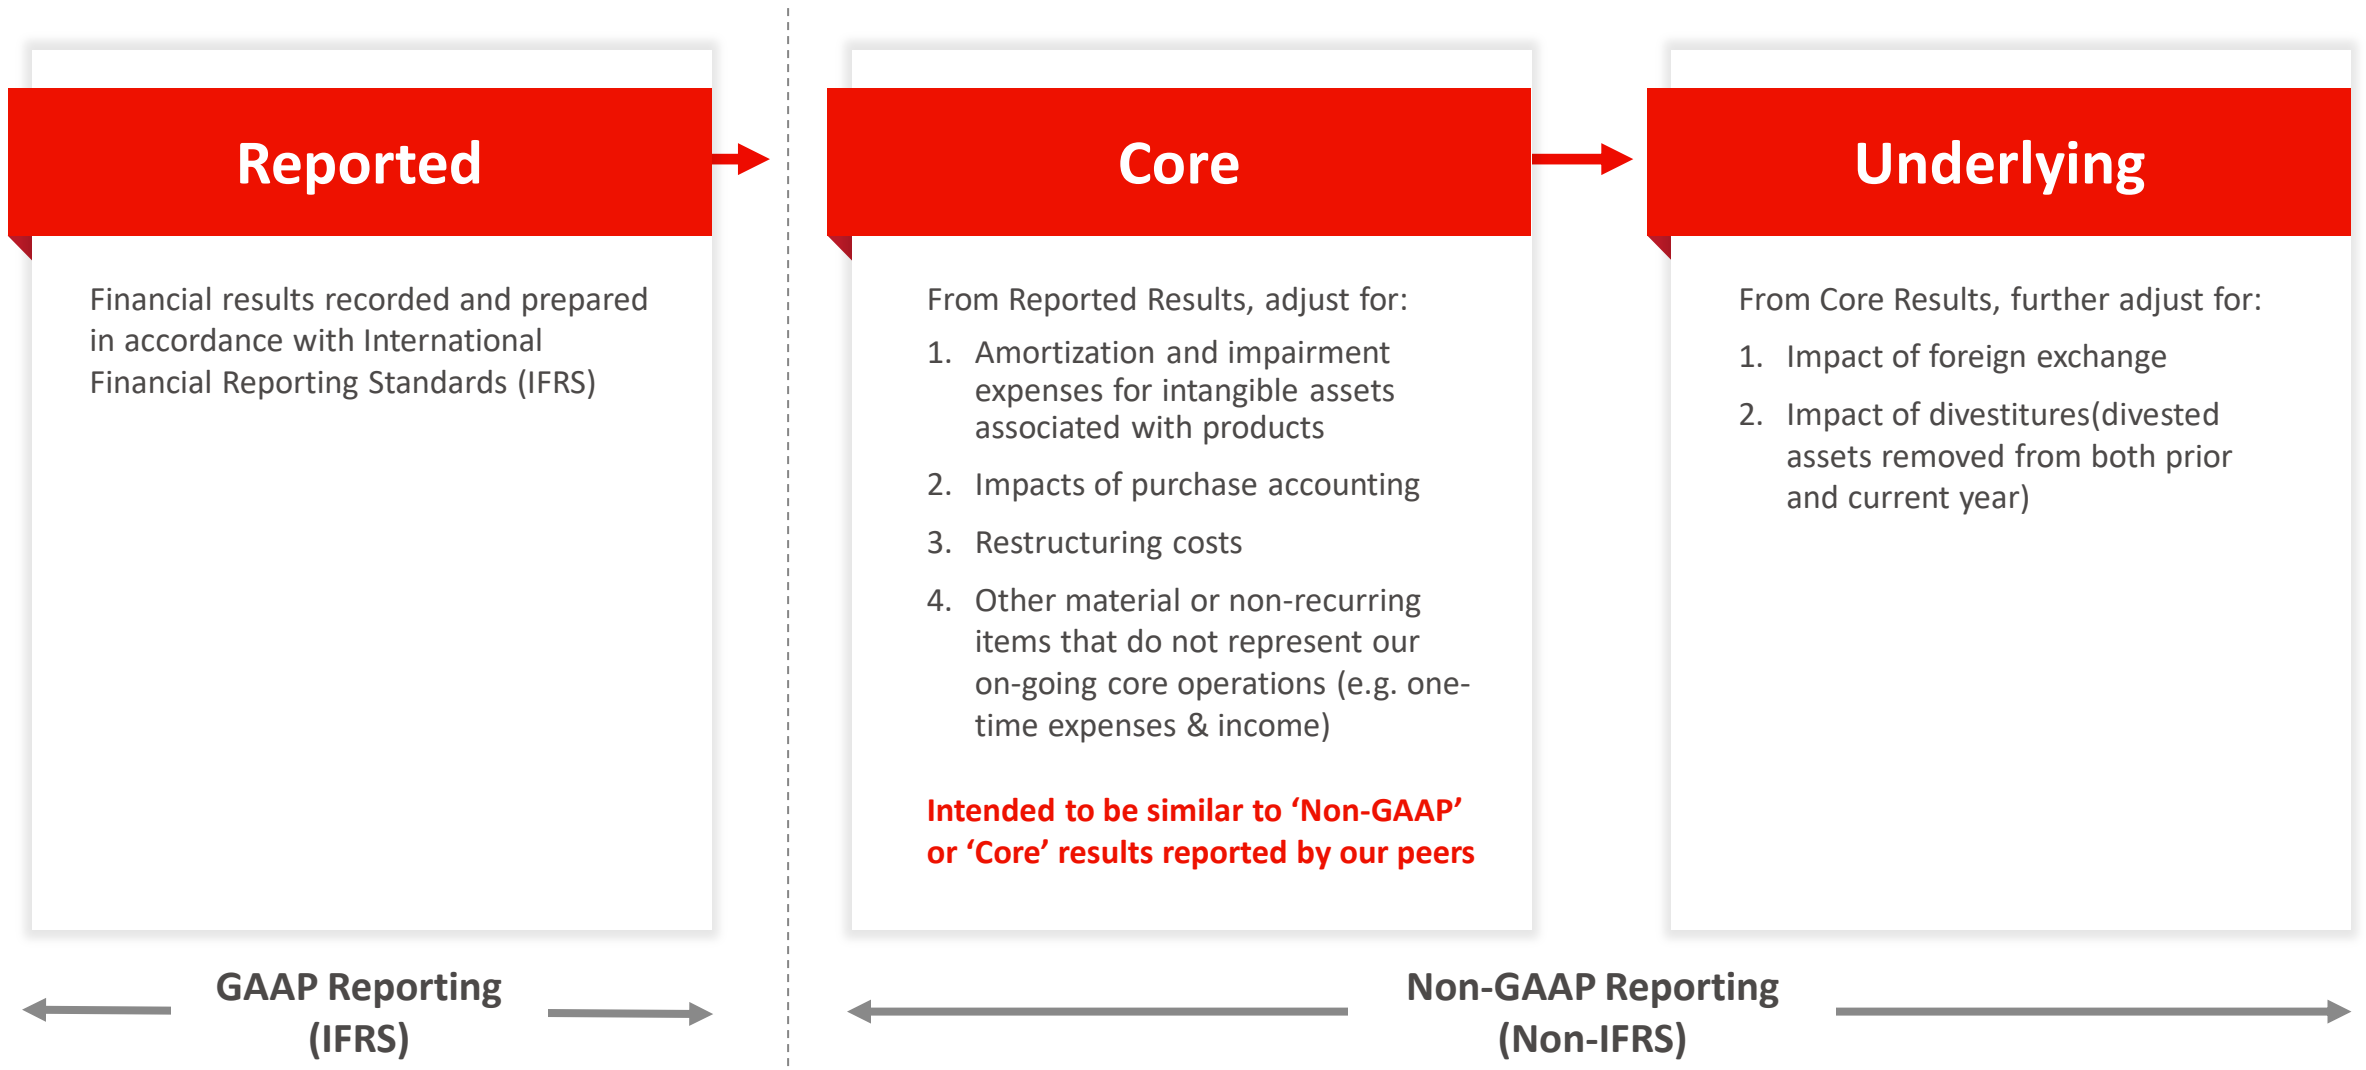 Reported
Financial results recorded and prepared
in accordance with International
Financial Reporting Standards (IFRS)
Core
From Reported Results, adjust for:
1. Amortization and impairment
expenses for intangible assets
associated with products
2. Impacts of purchase accounting
3. Restructuring costs
4. Other material or non-recurring
items that do not represent our
on-going core operations (e.g. one-
time expenses & income)
Intended to be similar to ‘Non-GAAP’
or ‘Core’ results reported by our peers
Underlying
From Core Results, further adjust for:
1. Impact of foreign exchange
2. Impact of divestitures(divested
assets removed from both prior
and current year)
GAAP Reporting
(IFRS)
Non-GAAP Reporting
(Non-IFRS)